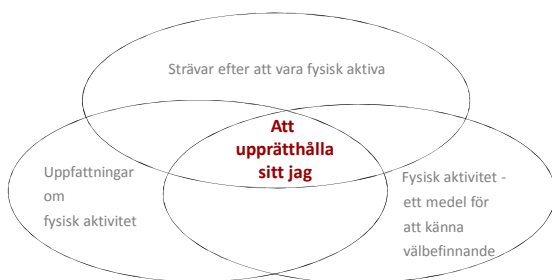 Strävar efter att vara fysisk aktiva
Att
upprätthålla
sitt jag
Uppfattningar
om
fysisk aktivitet
Fysisk aktivitet -
ett medel för
att känna
välbefinnande